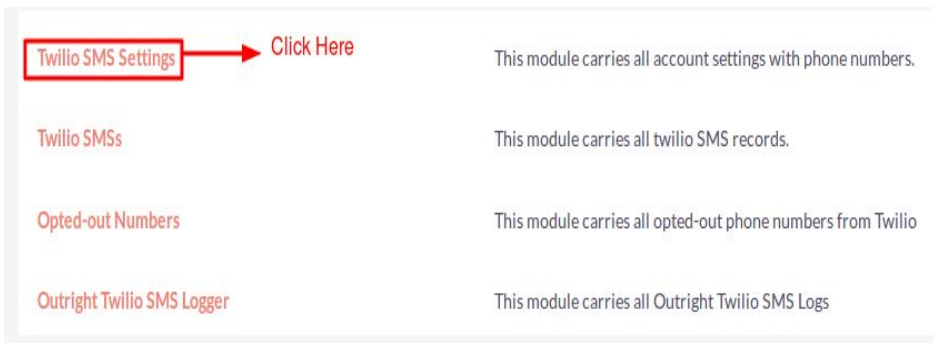 Twilio SMS Settings
Click Here
This module carries all account settings with phone numbers.
Twilio SMSs
This module carries all twilio SMS records.
Opted-out Numbers
This module carries all opted-out phone numbers from Twilio
Outright Twilio SMS Logger
This module carries all Outright Twilio SMS Logs